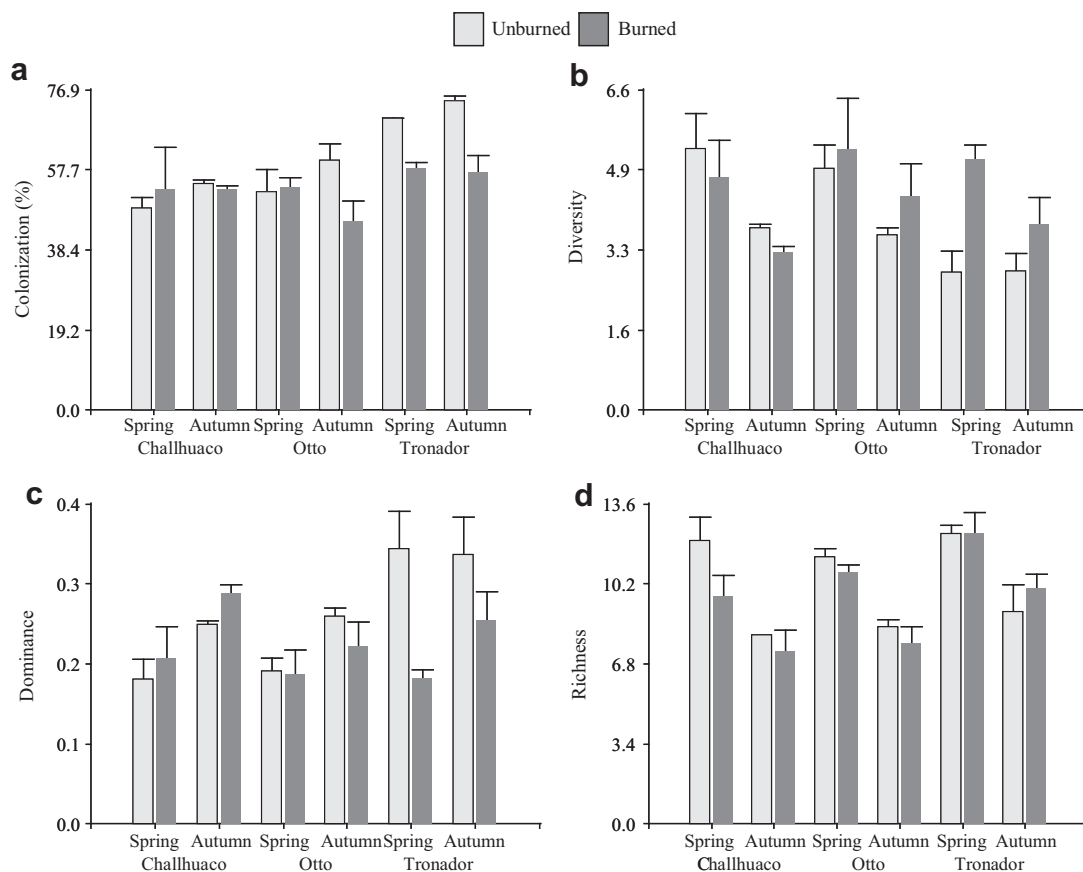 Unburned Burned
a
76.9
57.7
38.4
19.2
0.0
Colonization (%)
Spring Autumn Spring Autumn Spring Autumn
Challhuaco Otto Tronador
b
6.6
4.9
3.3
1.6
0.0
Diversity
Spring Autumn Spring Autumn Spring Autumn
Challhuaco Otto Tronador
c
0.4
0.3
0.2
0.1
0.0
Dominance
Spring Autumn Spring Autumn Spring Autumn
Challhuaco Otto Tronador
d
13.6
10.2
6.8
3.4
0.0
Richness
Spring Autumn Spring Autumn Spring Autumn
Challhuaco Otto Tronador